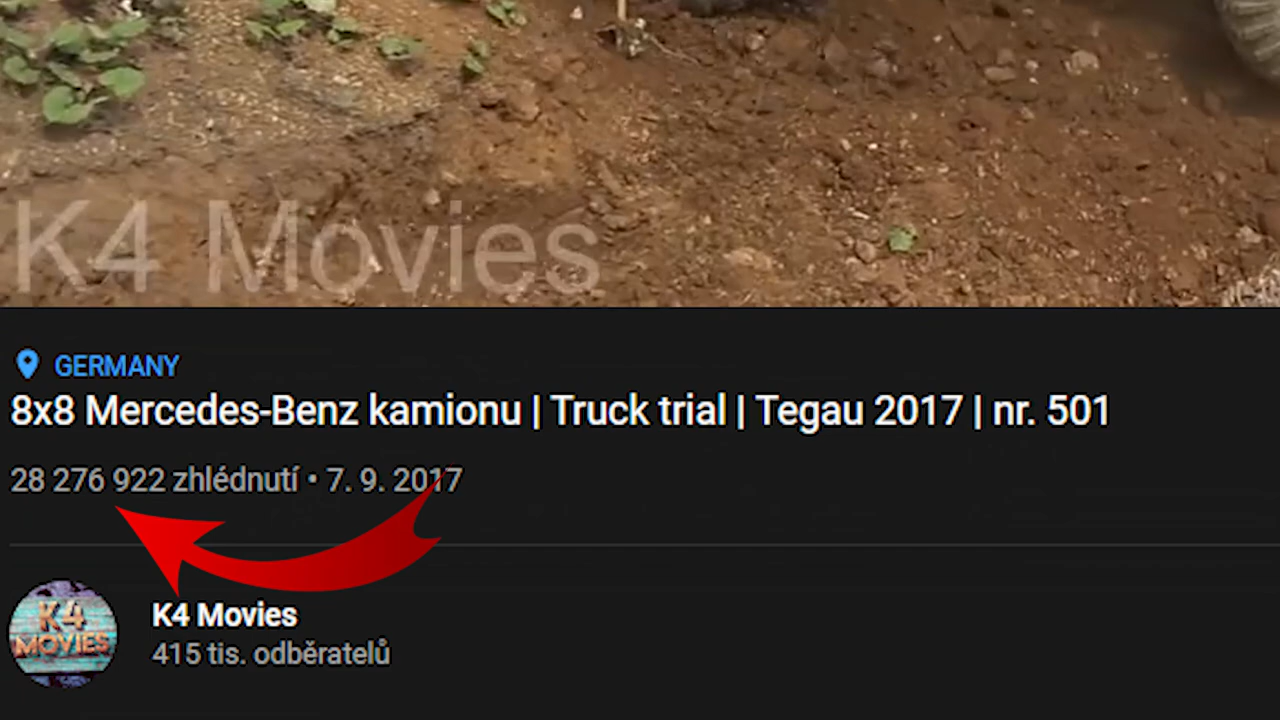 K4 Movies
GERMANY
8x8 Mercedes-Benz kamionu | Truck trial | Tegau 2017 | nr. 501
28 276 922 zhlédnutí • 7. 9. 2017
K4
MOVIES
K4 Movies
415 tis. odběratelů